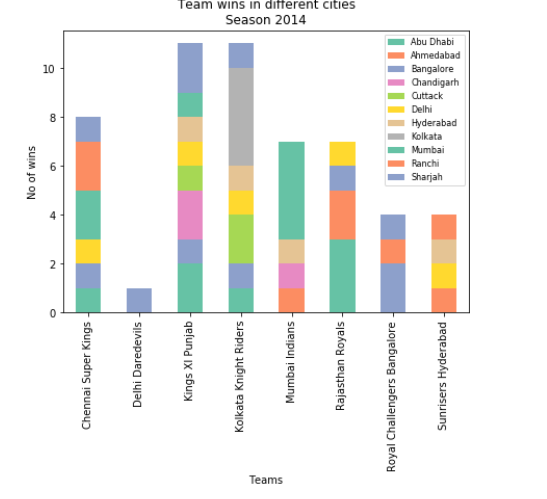 Team wins in different cities
Season 2014
No of wins
10
8
6
4
2
0
Abu Dhabi
Ahmedabad
Bangalore
Chandigarh
Cuttack
Delhi
Hyderabad
Kolkata
Mumbai
Ranchi
Sharjah
Chennai Super Kings
Delhi Daredevils
Kings XI Punjab
Kolkata Knight Riders
Mumbai Indians
Rajasthan Royals
Royal Challengers Bangalore
Sunrisers Hyderabad
Teams